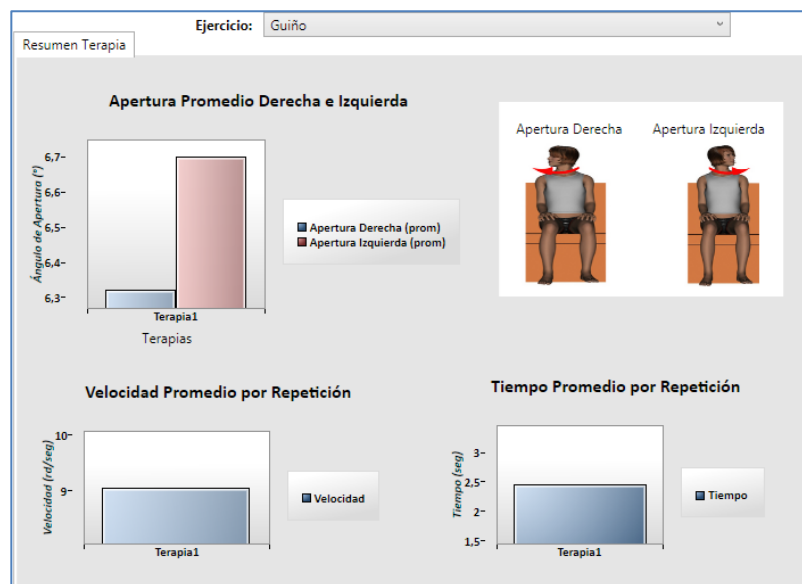 Ejercicio: Guiño
Resumen Terapia
Apertura Promedio Derecha e Izquierda
Ángulo de Apertura (°)
6,7
6,6
6,5
6,4
6,3
Terapia1
Terapias
Apertura Derecha (prom)
Apertura Izquierda (prom)
Apertura Derecha Apertura Izquierda
Velocidad Promedio por Repetición
Velocidad (rd/seg)
10
9
Terapia1
Velocidad
Tiempo Promedio por Repetición
Tiempo (seg)
3
2,5
2
1,5
Terapia1
Tiempo